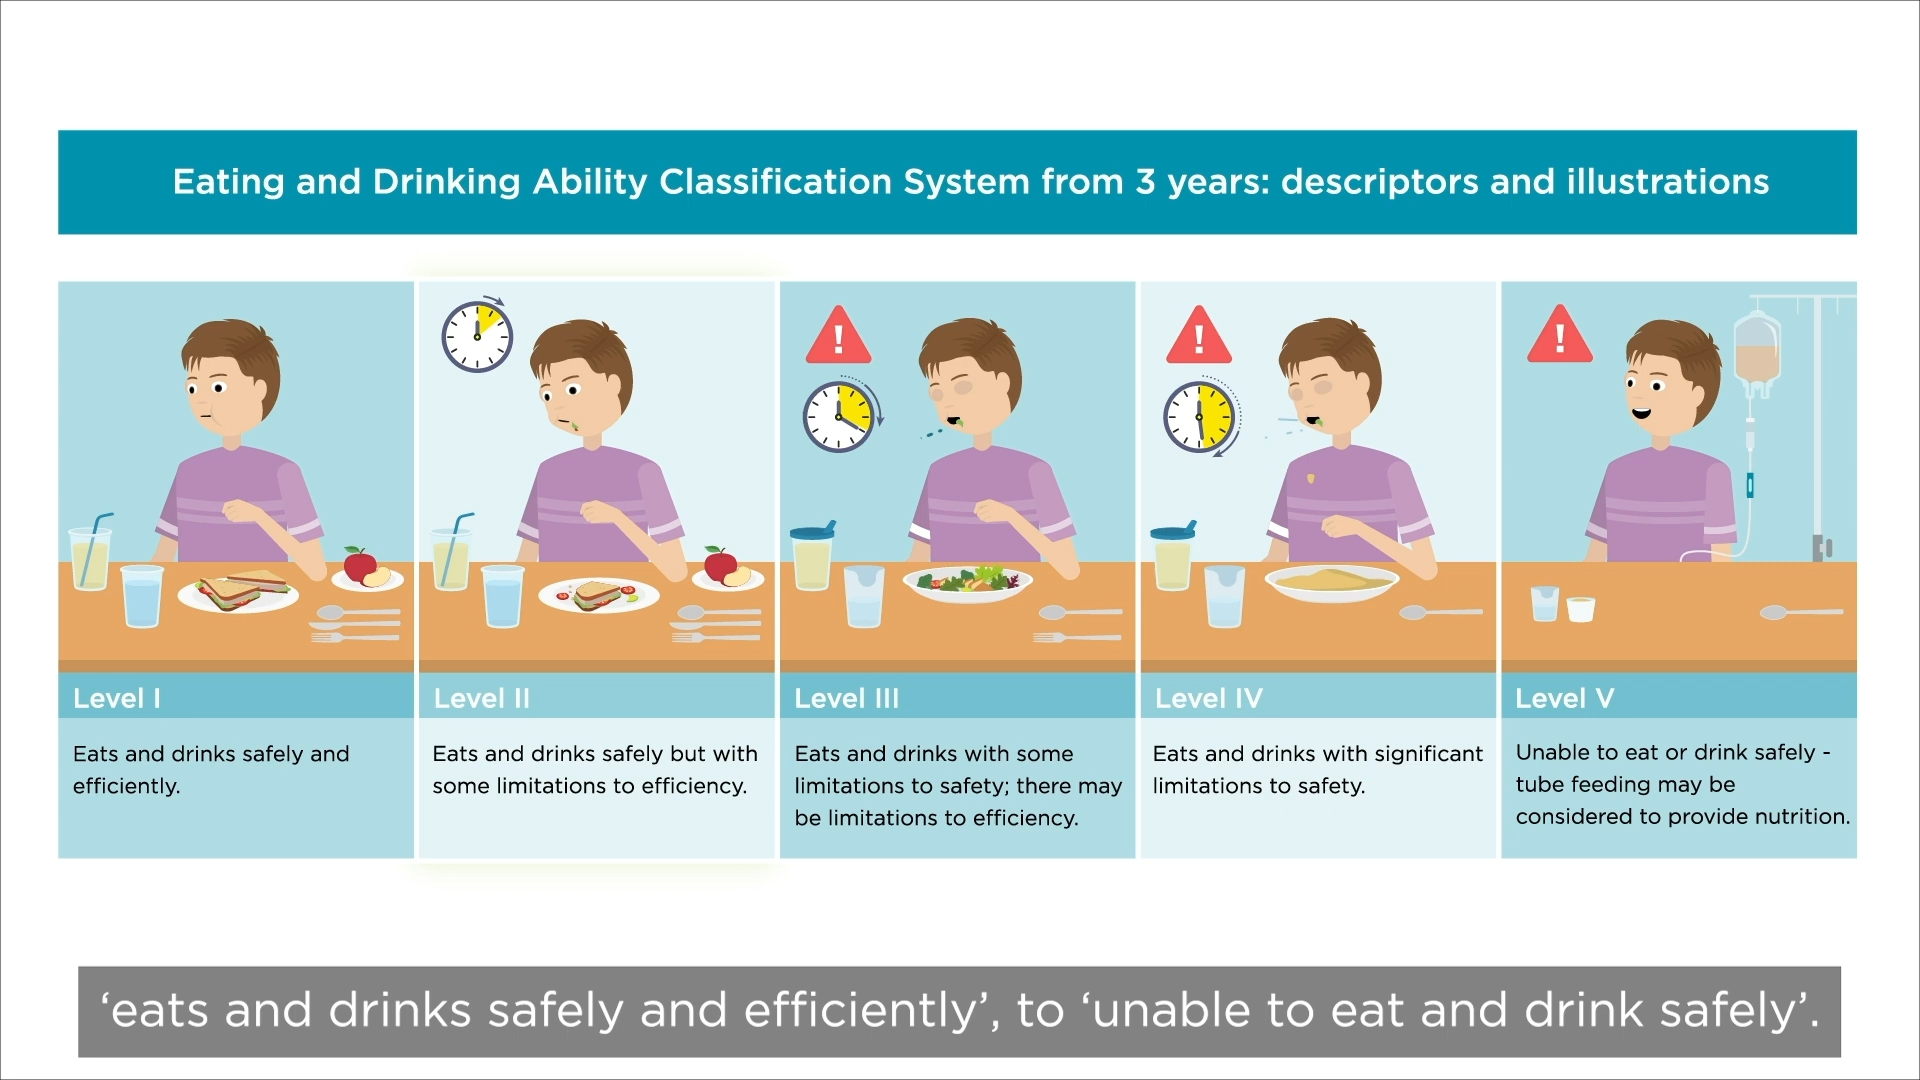 Eating and Drinking Ability Classification System from 3 years: descriptors and illustrations
Level I
Eats and drinks safely and
efficiently.
Level II
Eats and drinks safely but with
some limitations to efficiency.
Level III
Eats and drinks with some
limitations to safety; there may
be limitations to efficiency.
Level IV
Eats and drinks with significant
limitations to safety.
Level V
Unable to eat or drink safely -
tube feeding may be
considered to provide nutrition.
‘eats and drinks safely and efficiently’, to ‘unable to eat and drink safely’.